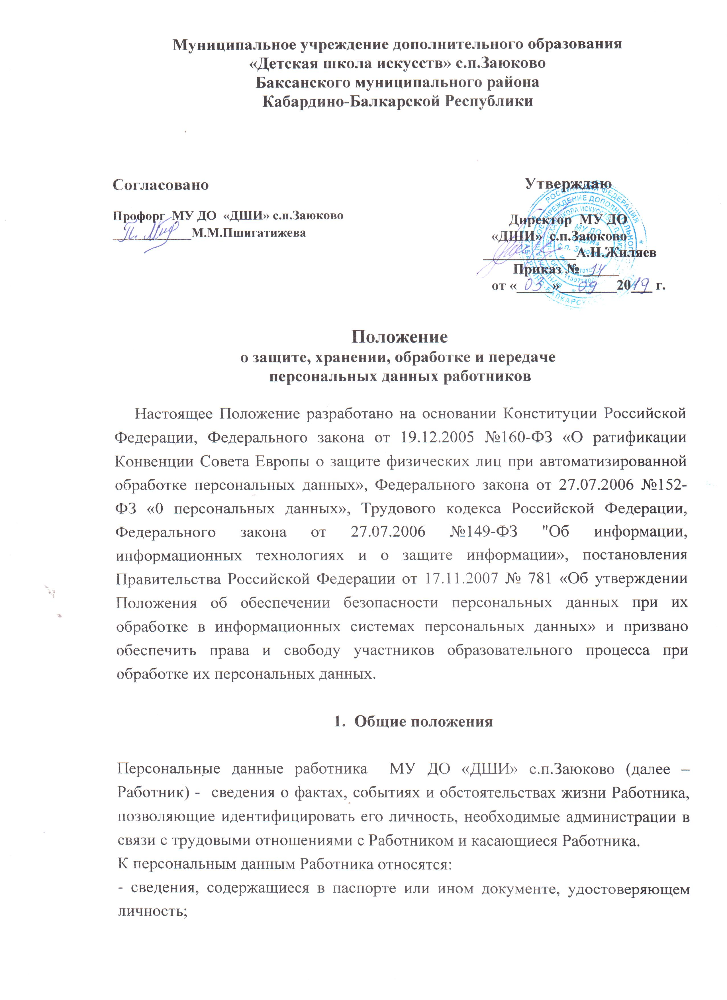 Муниципальное учреждение дополнительного образования
«Детская школа искусств» с.п.Заюково
Баксанского муниципального района
Кабардино-Балкарской Республики
Согласовано
Профорг МУ ДО «ДШИ» с.п.Заюково
____________М.М.Пшигатижева
Утверждаю
Директор МУ ДО
«ДШИ» с.п.Заюково
_____________А.Н.Жиляев
Приказ № 14
от « 03 » 09 2019 г.
РОССИЙСКАЯ ФЕДЕРАЦИЯ
МУ ДО
«ДШИ»
с.п. Заюково
Положение
о защите, хранении, обработке и передаче
персональных данных работников
Настоящее Положение разработано на основании Конституции Российской
Федерации, Федерального закона от 19.12.2005 №160-ФЗ «О ратификации
Конвенции Совета Европы о защите физических лиц при автоматизированной
обработке персональных данных», Федерального закона от 27.07.2006 №152-
ФЗ «0 персональных данных», Трудового кодекса Российской Федерации,
Федерального закона от 27.07.2006 №149-ФЗ "Об информации,
информационных технологиях и о защите информации», постановления
Правительства Российской Федерации от 17.11.2007 № 781 «Об утверждении
Положения об обеспечении безопасности персональных данных при их
обработке в информационных системах персональных данных» и призвано
обеспечить права и свободу участников образовательного процесса при
обработке их персональных данных.
1. Общие положения
Персональные данные работника МУ ДО «ДШИ» с.п.Заюково (далее –
Работник) - сведения о фактах, событиях и обстоятельствах жизни Работника,
позволяющие идентифицировать его личность, необходимые администрации в
связи с трудовыми отношениями с Работником и касающиеся Работника.
К персональным данным Работника относятся:
- сведения, содержащиеся в паспорте или ином документе, удостоверяющем
личность;